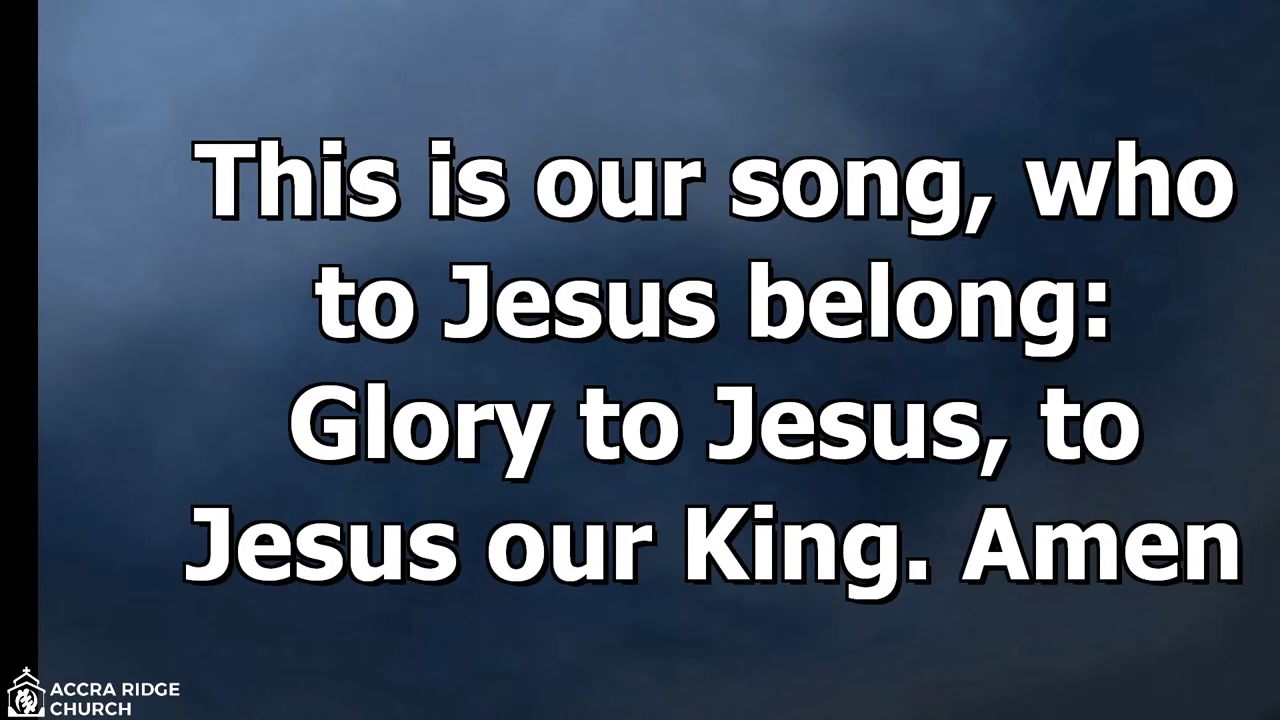 This is our song, who
to Jesus belong:
Glory to Jesus, to
Jesus our King. Amen
ACCRA RIDGE
CHURCH